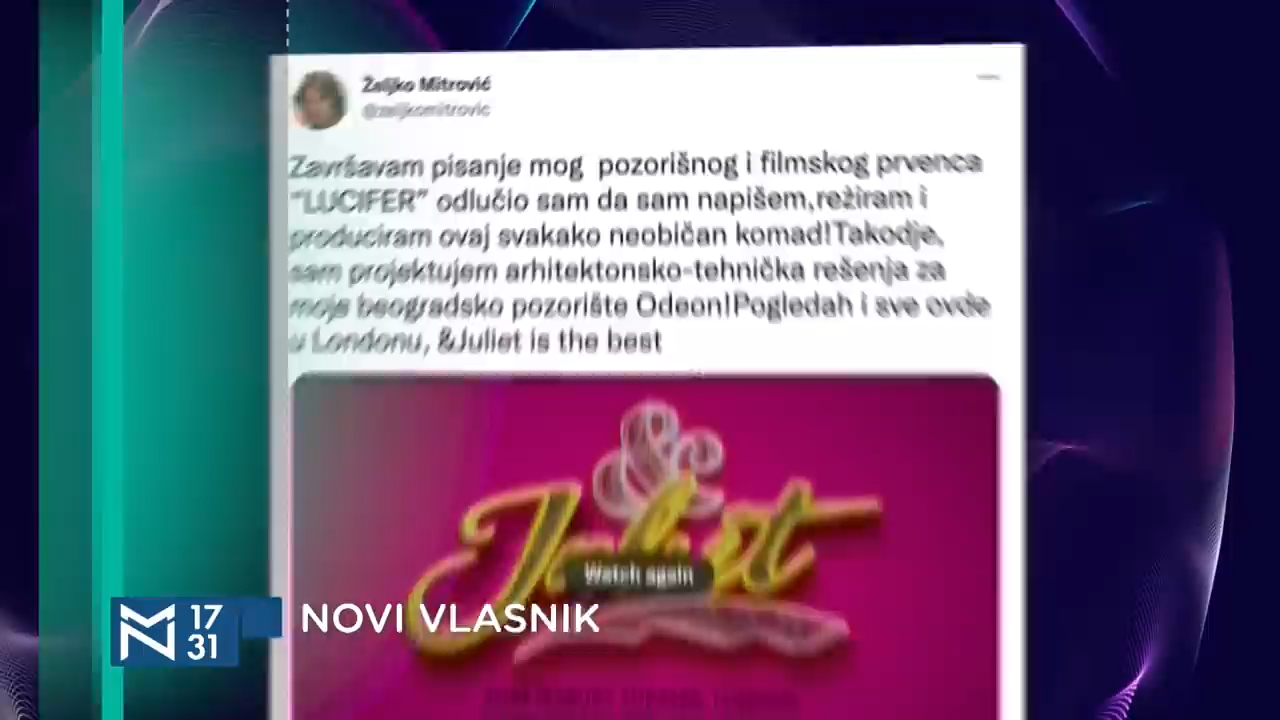 Željko Mitrović
@zeljkomitrovic
Završavam pisanje mog pozorišnog i filmskog prvenca
"LUCIFER" odlučio sam da sam napišem,režiram i
produciram ovaj svakako neobičan komad!Takodje,
sam projektujem arhitektonsko-tehnička rešenja za
moje beogradsko pozorište Odeon!Pogledah i sve ovde
u Londonu, &Juliet is the best
&
Juliet
Watch again
17
31
NOVI VLASNIK